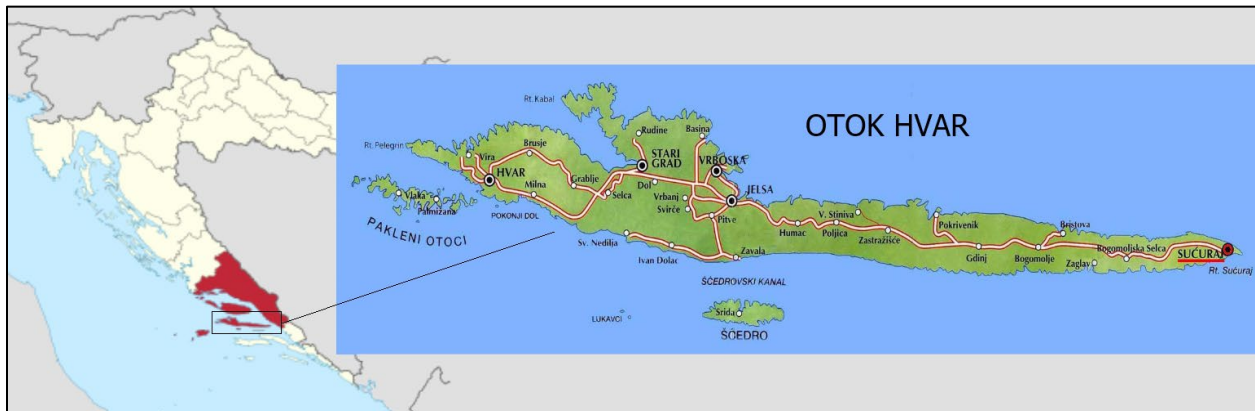 OTOK HVAR
Rt. Kabal
Rudine
Basina
Rt. Pelegrin
Vira
Brusje
STARI
GRAD
VRBOSKA
HVAR
Grablje
Dol
JELSA
Vlaka
Palmižana
Milna
Selca
Vrbanj
Svirče
Pitve
PAKLENI OTOCI
POKONJI DOL
Sv. Nedilja
Ivan Dolac
Zavala
Humac
V. Stiniva
Poljica
Zastražišće
Pokrivenik
Gdinj
Bristova
Bogomolje
Zaglav
Bogomoljska Selca
SUĆURAJ
Rt. Sućuraj
ŠĆEDROVSKI KANAL
LUKAVCI
Srida
ŠĆEDRO